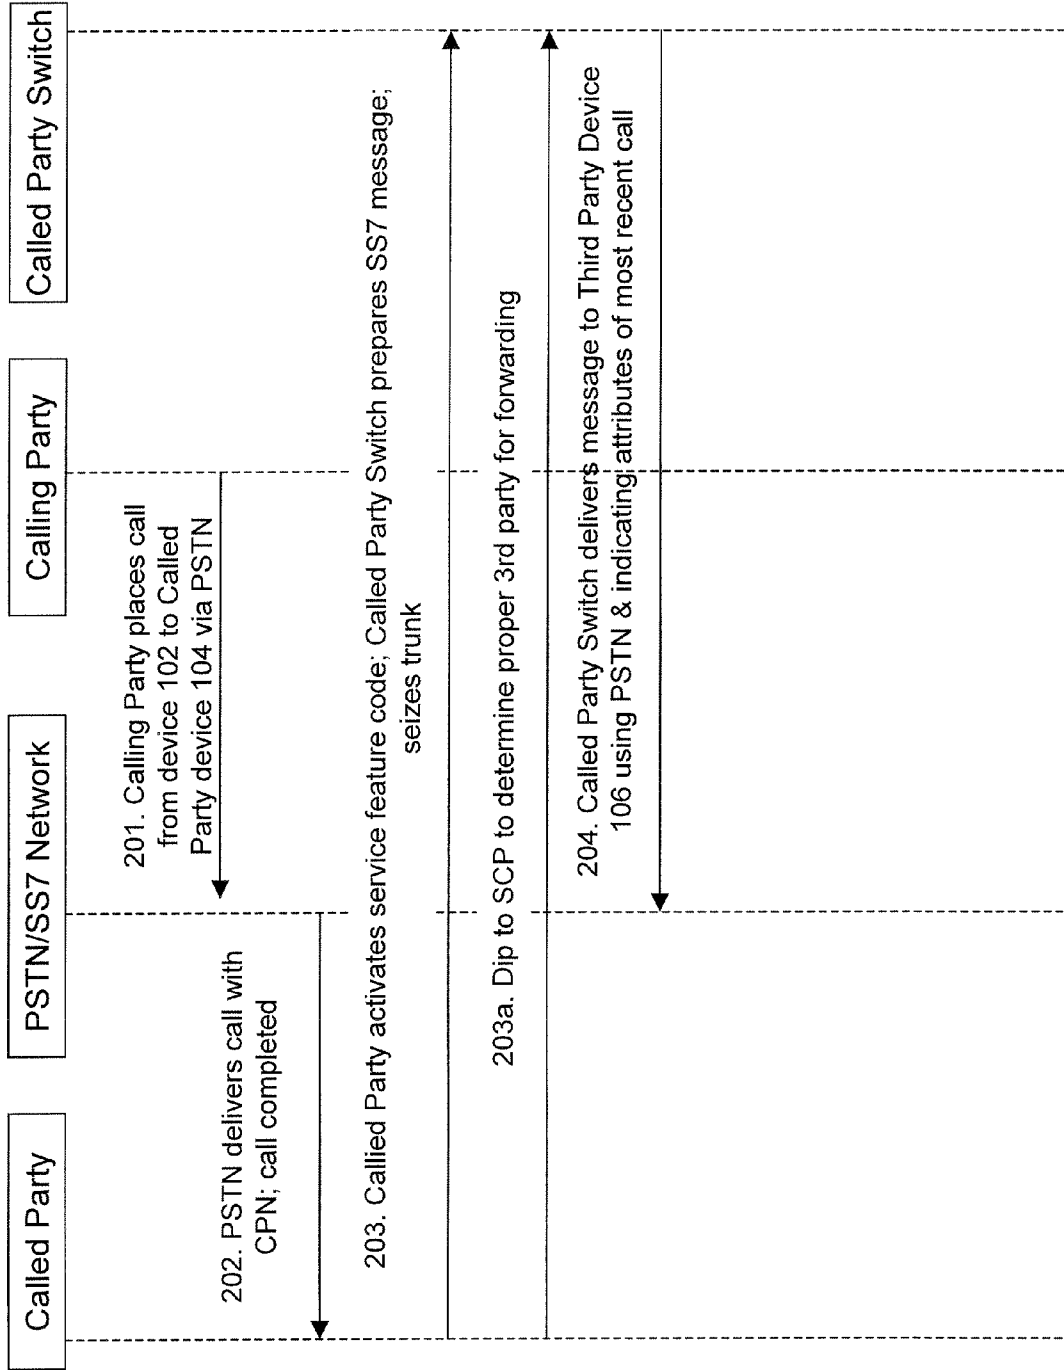 Called Party
PSTN/SS7 Network
Calling Party
Called Party Switch
201. Calling Party places call
from device 102 to Called
Party device 104 via PSTN
202. PSTN delivers call with
CPN; call completed
203. Callied Party activates service feature code; Called Party Switch prepares SS7 message;
seizes trunk
203a. Dip to SCP to determine proper 3rd party for forwarding
204. Called Party Switch delivers message to Third Party Device
106 using PSTN & indicating attributes of most recent call